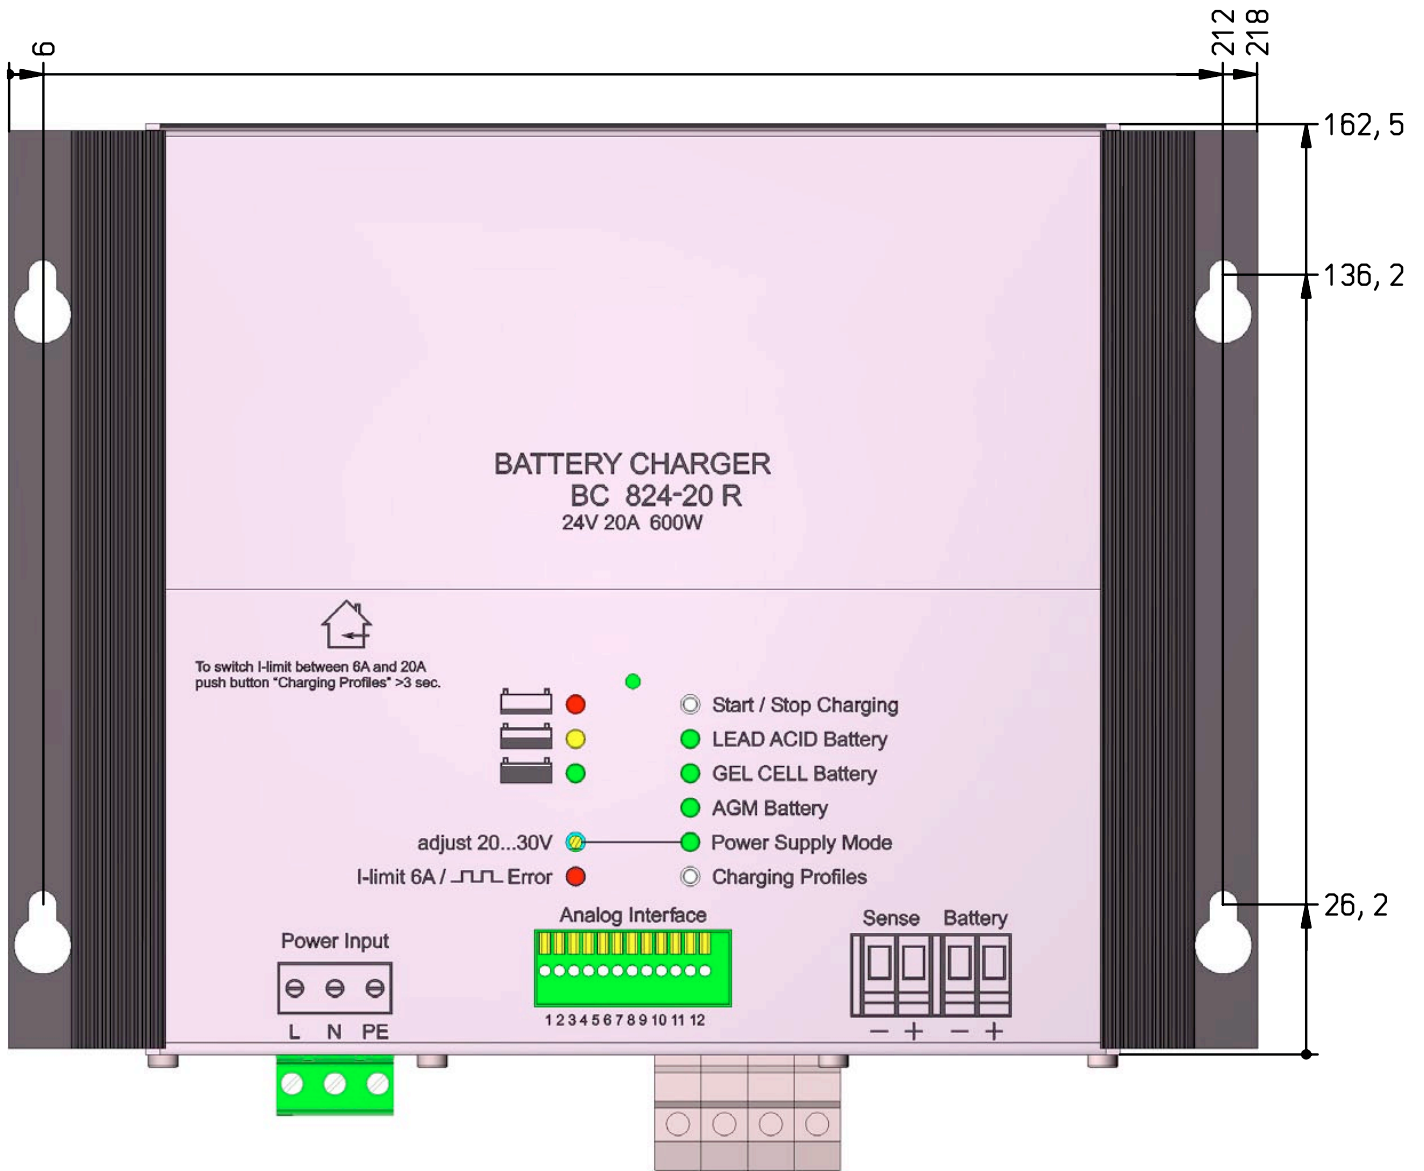 6
212
218
162,5
136,2
BATTERY CHARGER
BC 824-20 R
24V 20A 600W
To switch I-limit between 6A and 20A
push button "Charging Profiles" >3 sec.
Start / Stop Charging
LEAD ACID Battery
GEL CELL Battery
AGM Battery
adjust 20...30V
Power Supply Mode
I-limit 6A / Error
Charging Profiles
26,2
Analog Interface
Sense Battery
Power Input
1 2 3 4 5 6 7 8 9 10 11 12
L N PE
− + − +